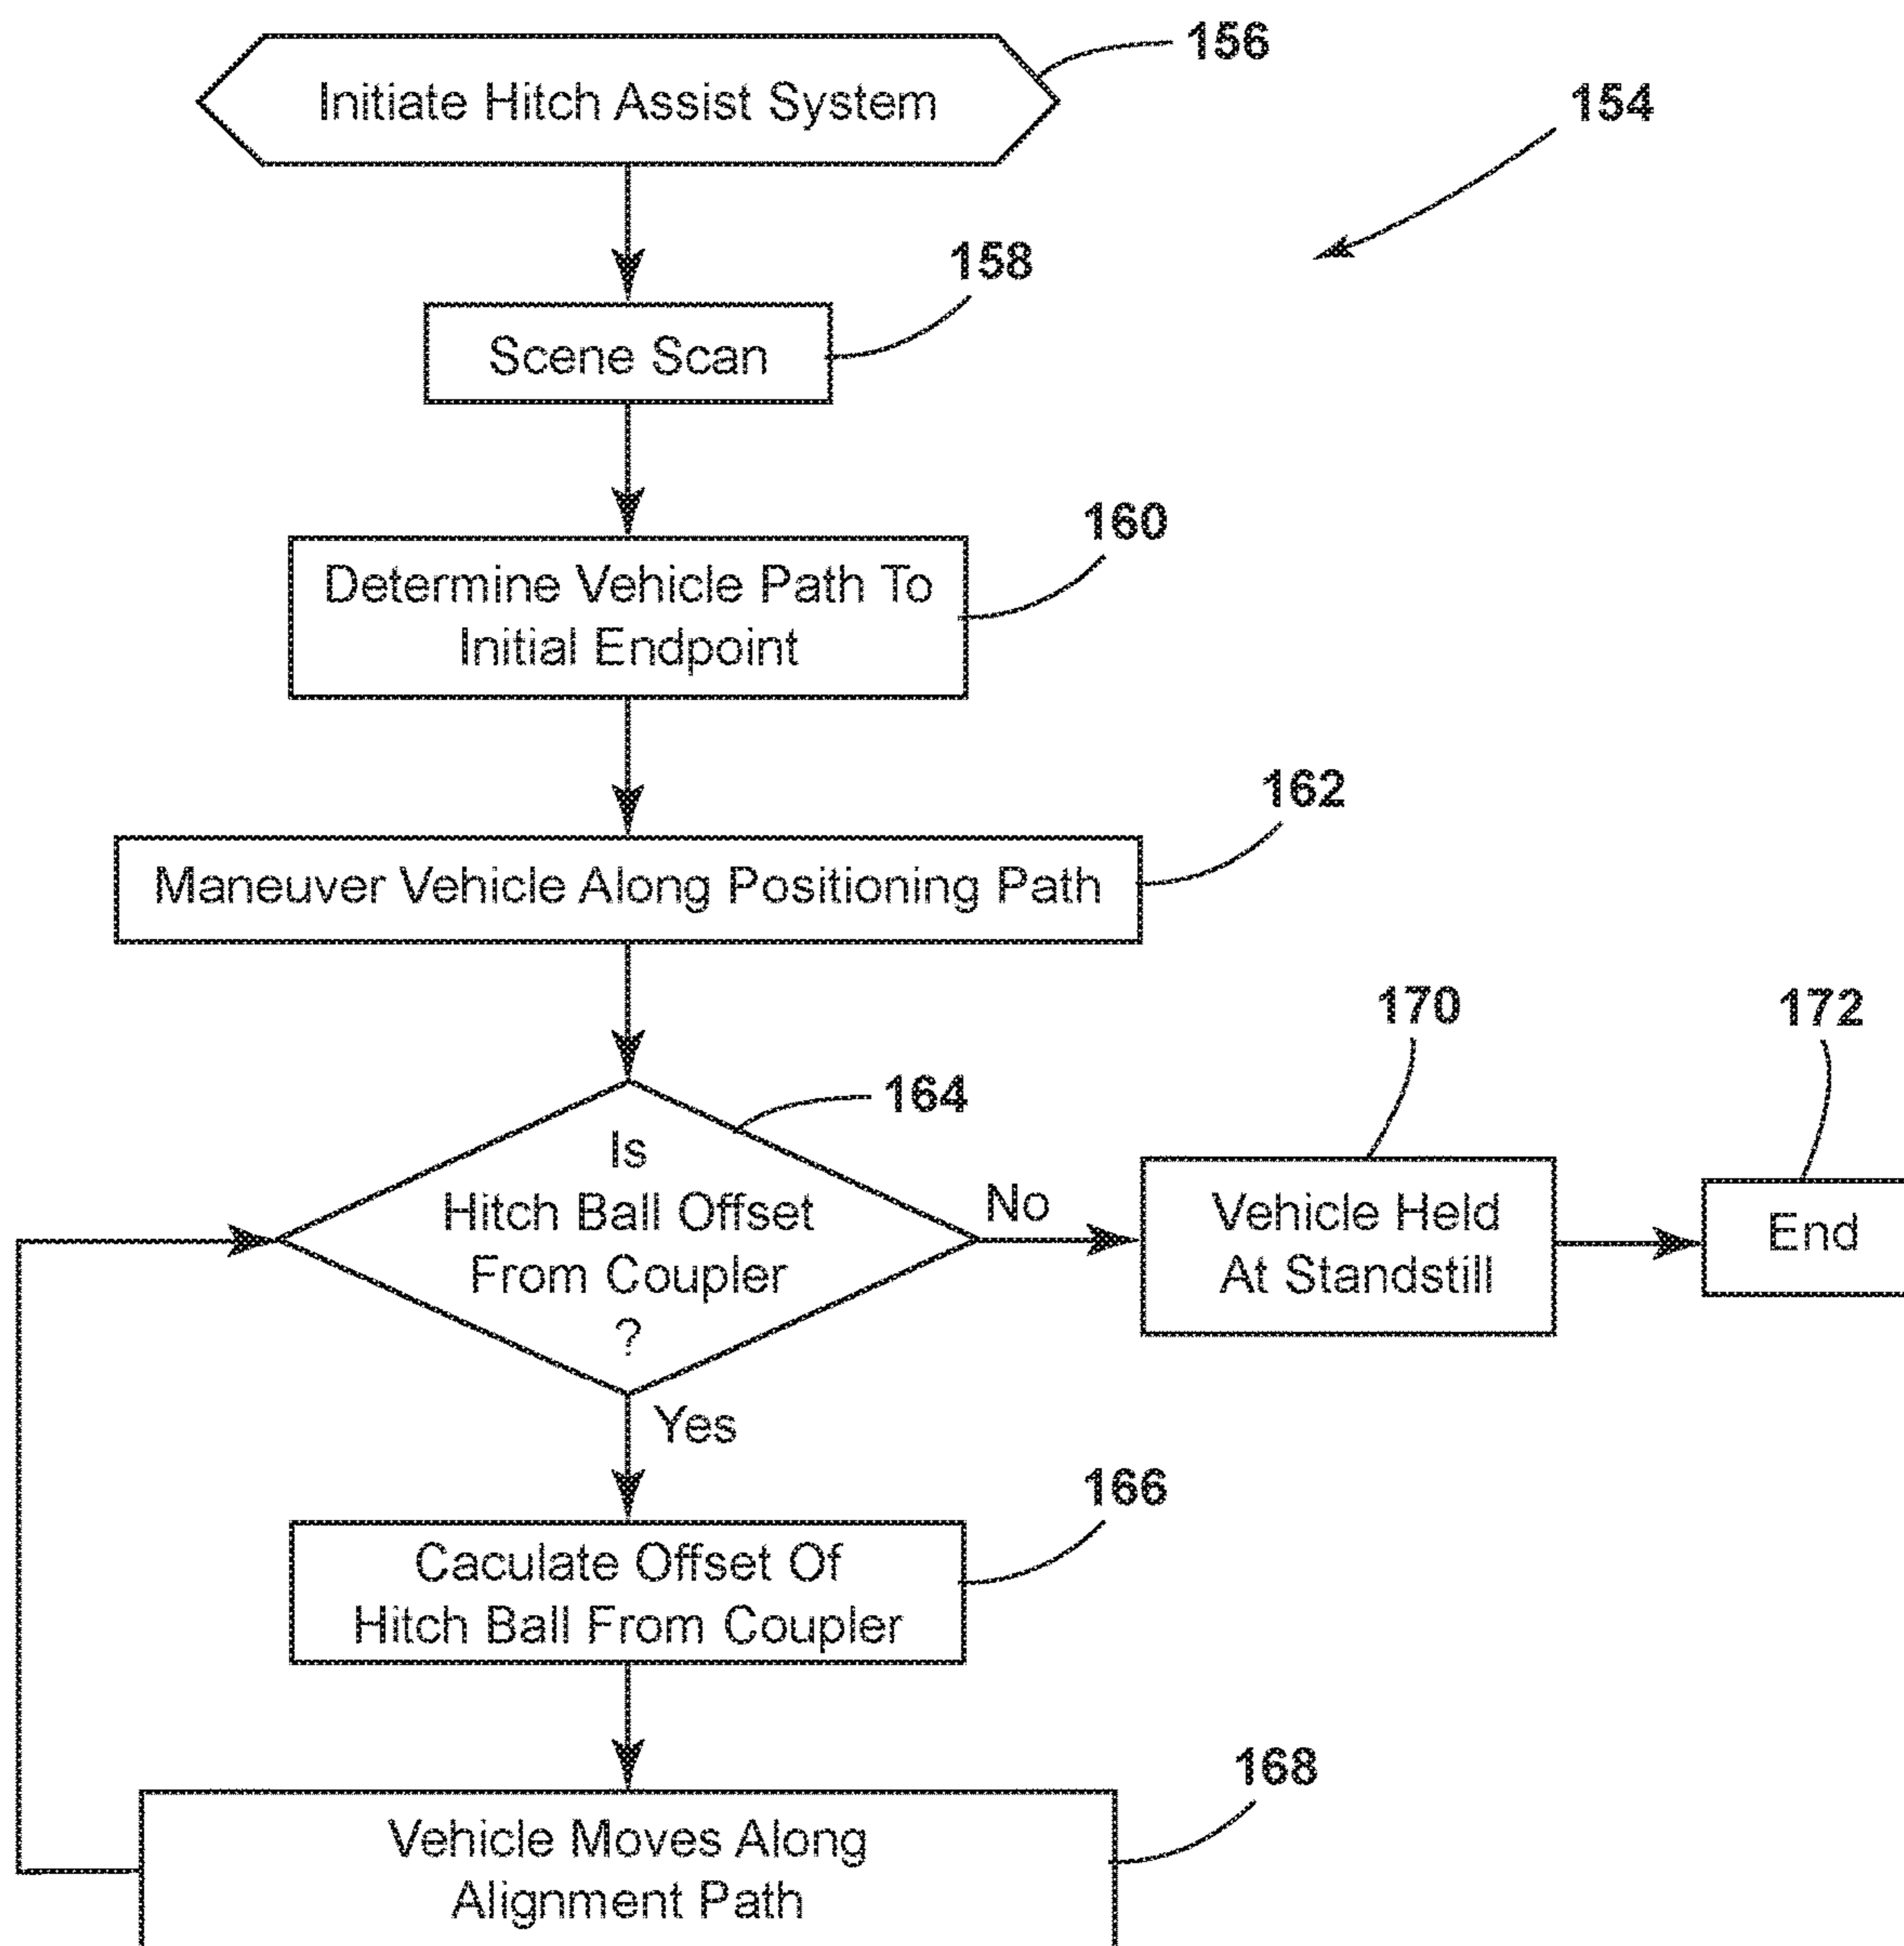 156
Initiate Hitch Assist System
154
158
Scene Scan
160
Determine Vehicle Path To
Initial Endpoint
162
Maneuver Vehicle Along Positioning Path
170
172
164
Is
Hitch Ball Offset
From Coupler
?
No
Vehicle Held
At Standstill
End
Yes
166
Caculate Offset Of
Hitch Ball From Coupler
168
Vehicle Moves Along
Alignment Path